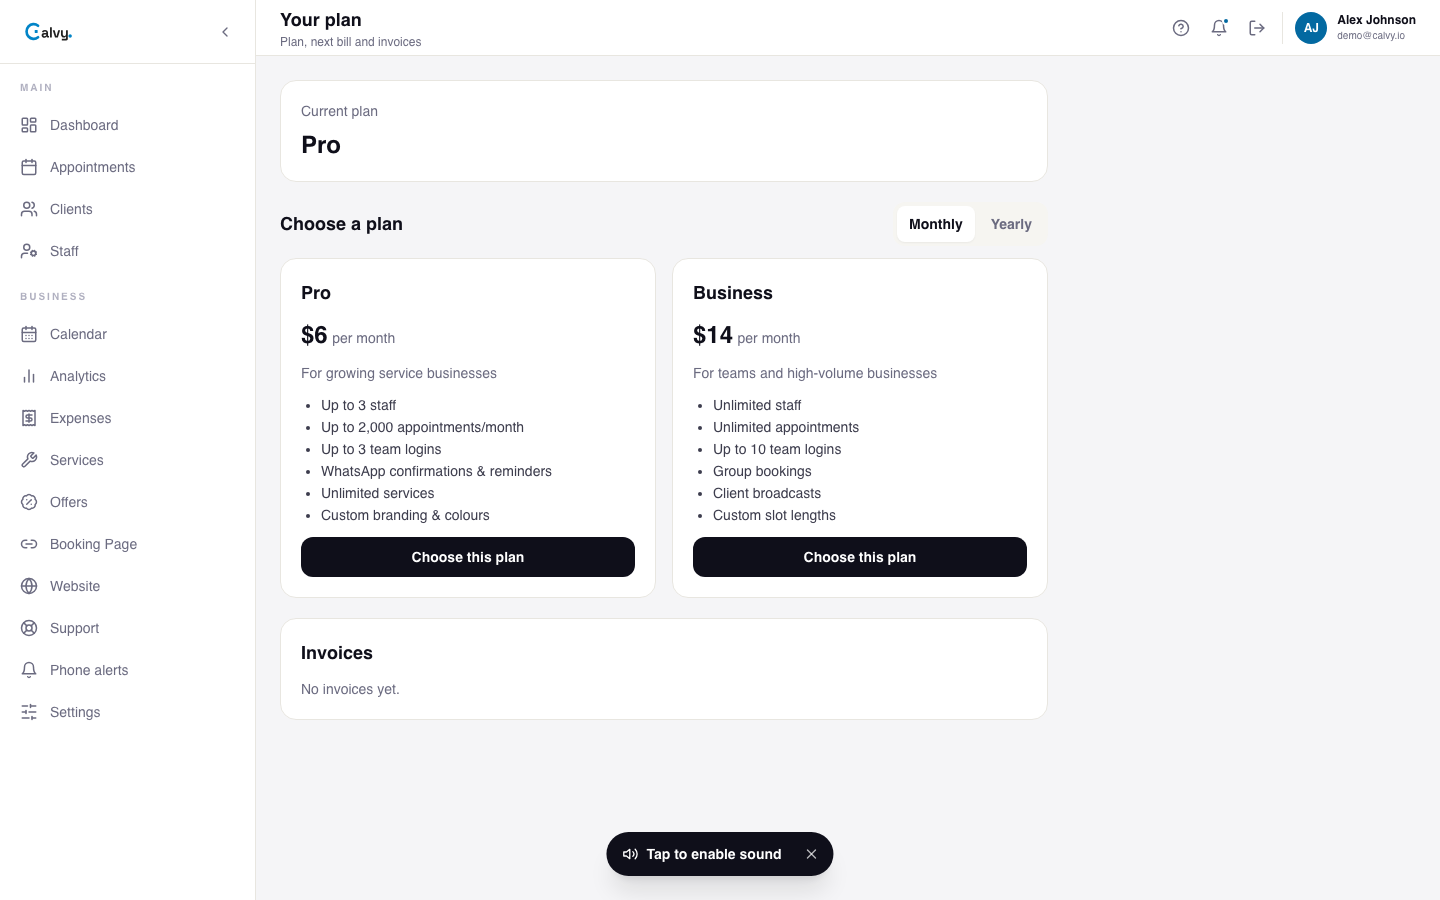 Calvy.
MAIN
Dashboard
Appointments
Clients
Staff
BUSINESS
Calendar
Analytics
Expenses
Services
Offers
Booking Page
Website
Support
Phone alerts
Settings
Your plan
Plan, next bill and invoices
AJ
Alex Johnson
demo@calvy.io
Current plan
Pro
Choose a plan
Monthly
Yearly
Pro
$6 per month
For growing service businesses
• Up to 3 staff
• Up to 2,000 appointments/month
• Up to 3 team logins
• WhatsApp confirmations & reminders
• Unlimited services
• Custom branding & colours
Choose this plan
Business
$14 per month
For teams and high-volume businesses
• Unlimited staff
• Unlimited appointments
• Up to 10 team logins
• Group bookings
• Client broadcasts
• Custom slot lengths
Choose this plan
Invoices
No invoices yet.
Tap to enable sound